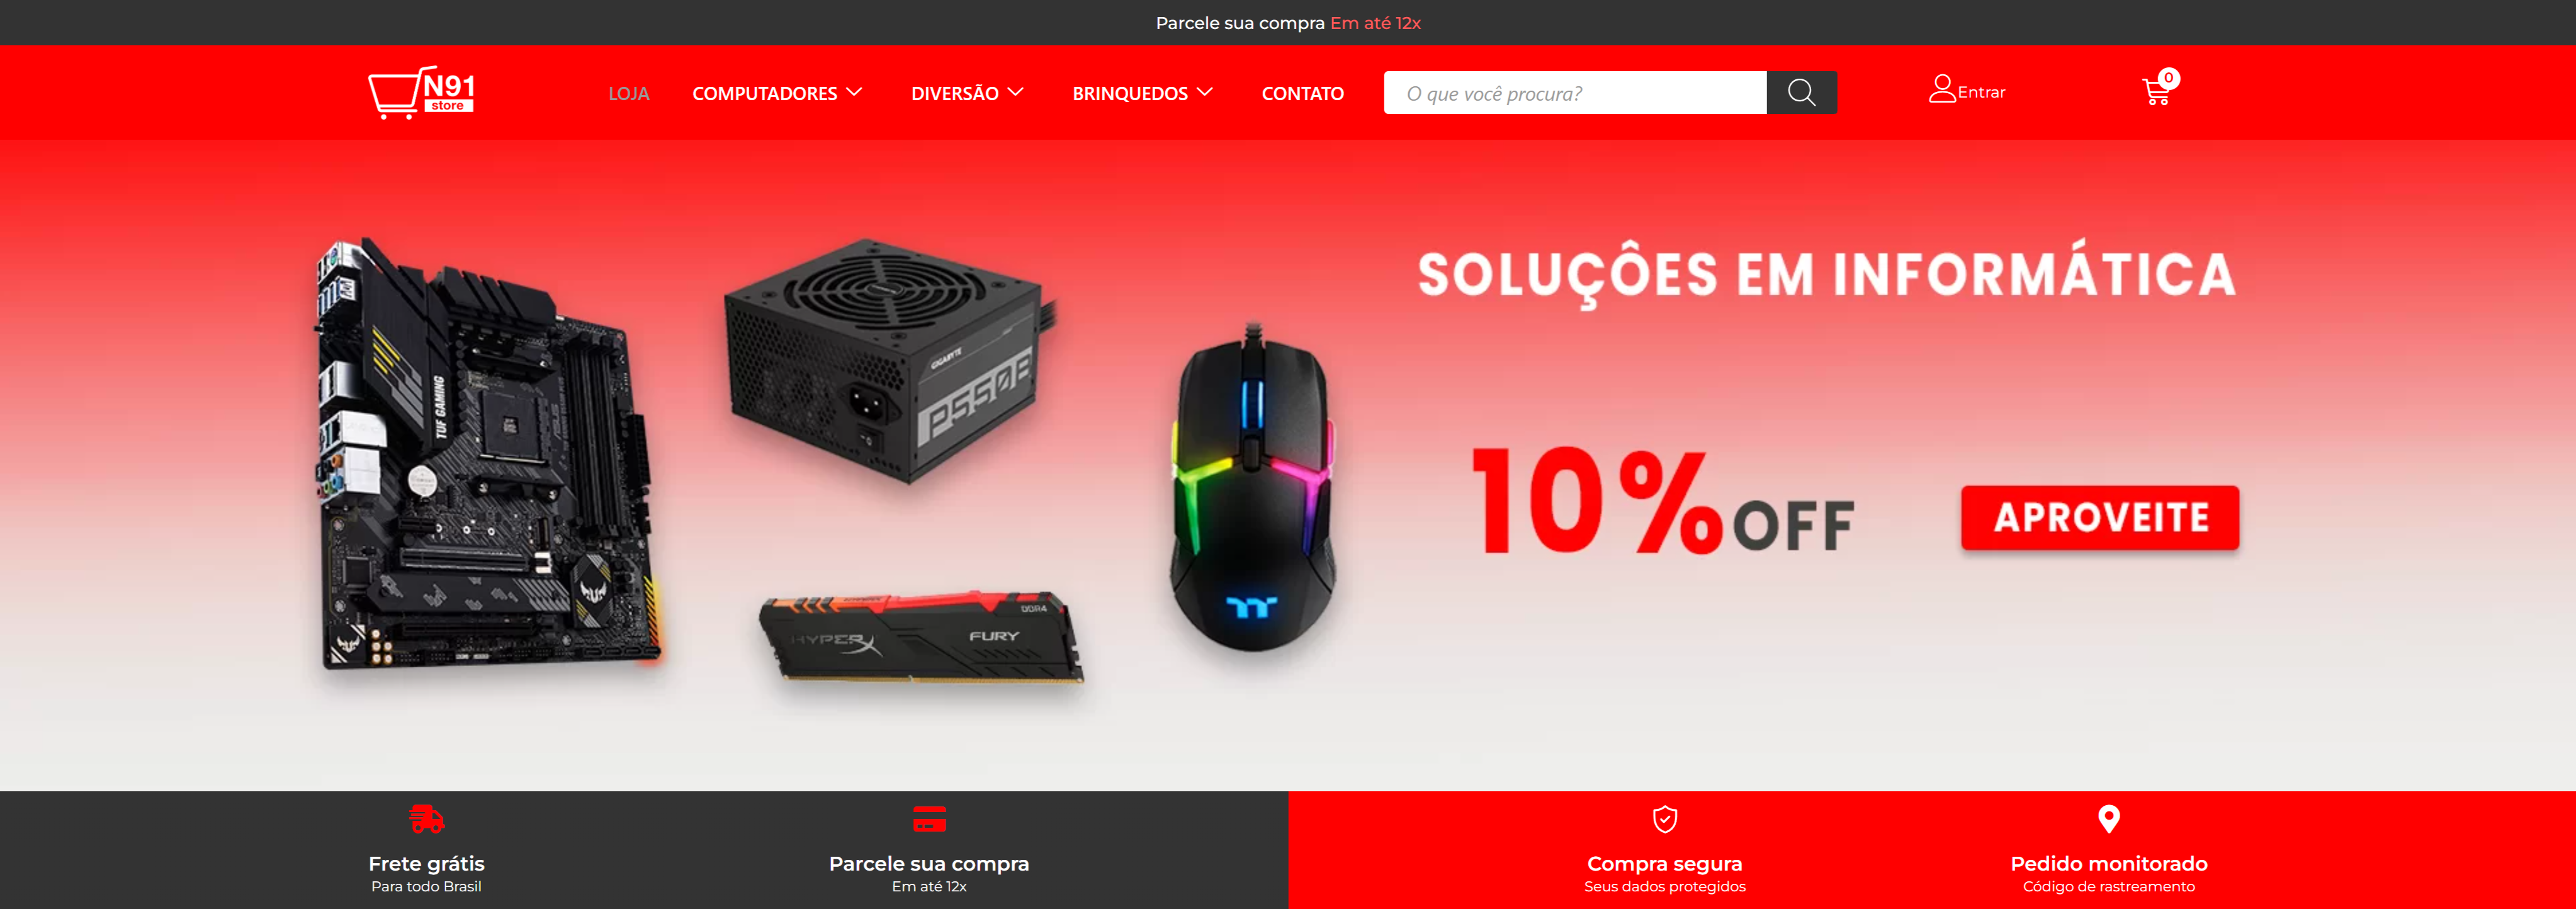 Parcele sua compra Em até 12x
N91
store
LOJA
COMPUTADORES
DIVERSÃO
BRINQUEDOS
CONTATO
O que você procura?
Entrar
0
SOLUÇÔES EM INFORMÁTICA
10% OFF
APROVEITE
TUF GAMING
GIGABYTE
P550B
DDR4
HYPERX
FURY
Frete grátis
Para todo Brasil
Parcele sua compra
Em até 12x
Compra segura
Seus dados protegidos
Pedido monitorado
Código de rastreamento